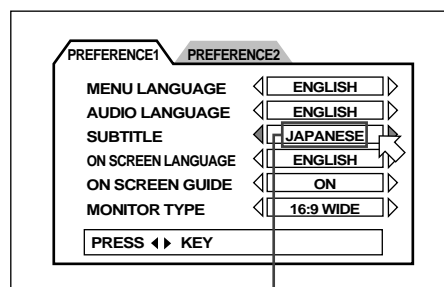 PREFERENCE1 PREFERENCE2
MENU LANGUAGE ENGLISH
AUDIO LANGUAGE ENGLISH
SUBTITLE JAPANESE
ON SCREEN LANGUAGE ENGLISH
ON SCREEN GUIDE ON
MONITOR TYPE 16:9 WIDE
PRESS ◀▶ KEY